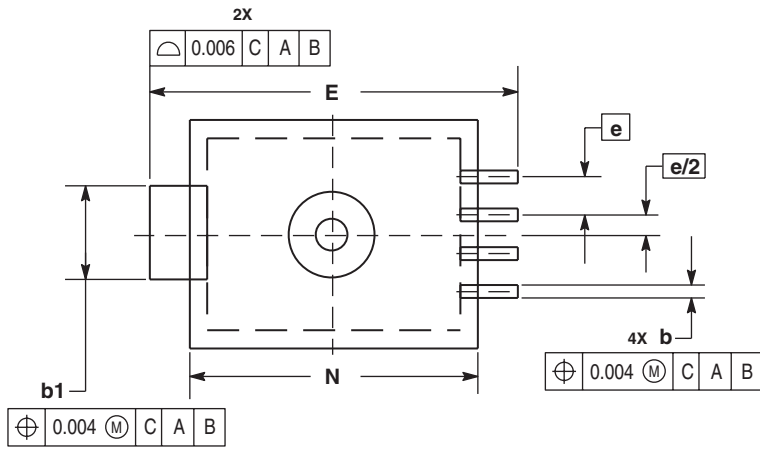 2X
⌓ 0.006 C A B
E
e
e/2
4X b
⌖ 0.004 Ⓜ C A B
N
b1
⌖ 0.004 Ⓜ C A B